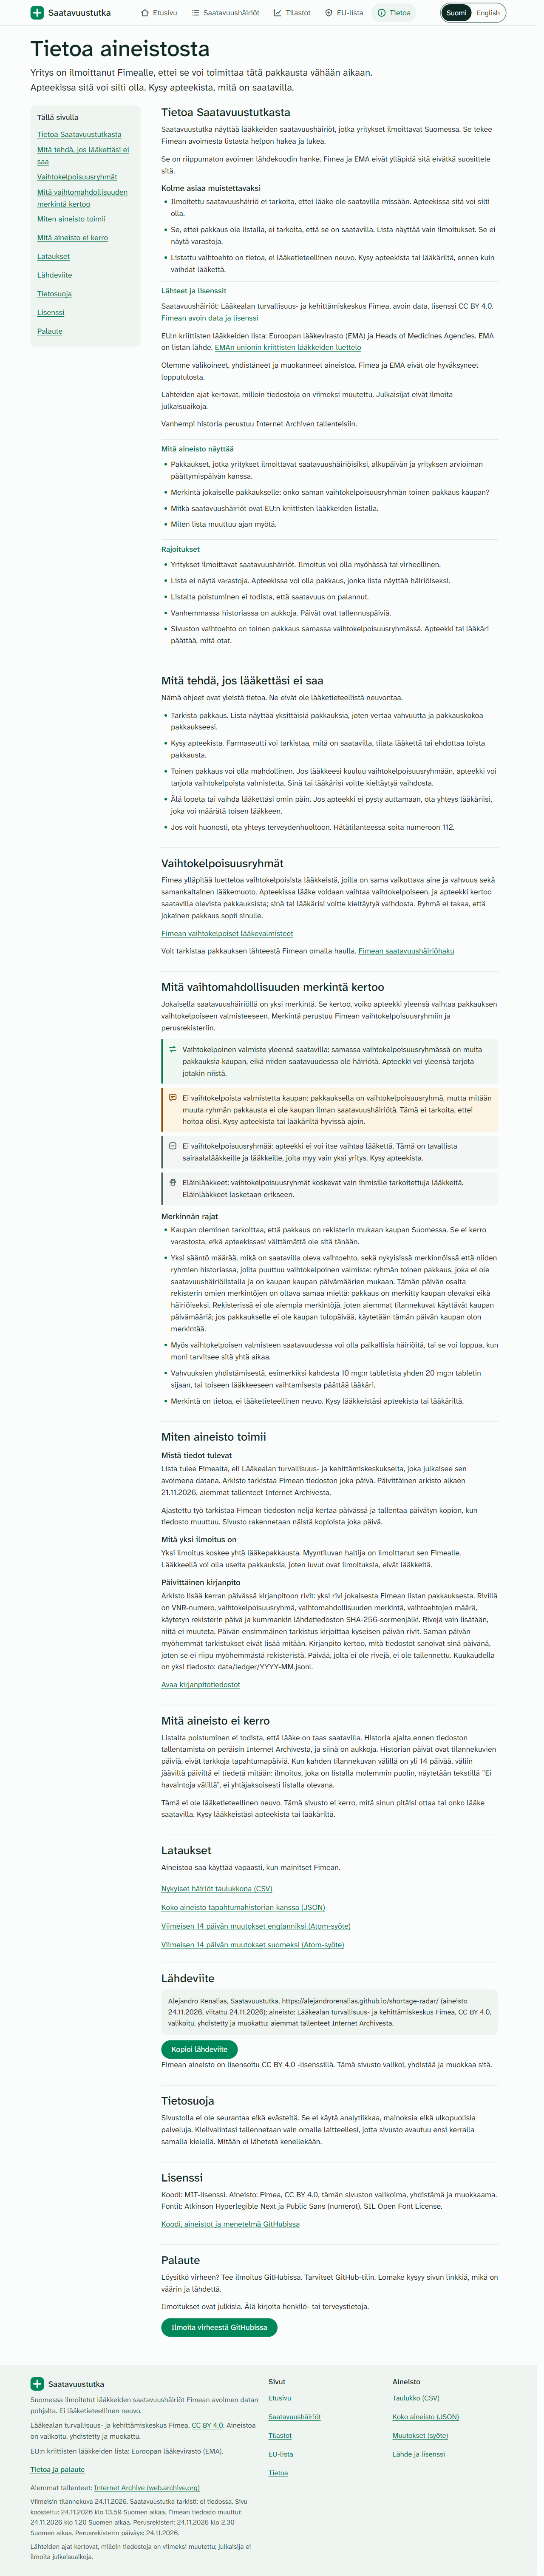 Saatavuustutka
Etusivu
Saatavuushäiriöt
Tilastot
EU-lista
Tietoa
Suomi
English
Tietoa aineistosta
Yritys on ilmoittanut Fimealle, ettei se voi toimittaa tätä pakkausta vähään aikaan.
Apteekissa sitä voi silti olla. Kysy apteekista, mitä on saatavilla.
Tällä sivulla
Tietoa Saatavuustutkasta
Mitä tehdä, jos lääkettäsi ei
saa
Vaihtokelpoisuusryhmät
Mitä vaihtomahdollisuuden
merkintä kertoo
Miten aineisto toimii
Mitä aineisto ei kerro
Lataukset
Lähdeviite
Tietosuoja
Lisenssi
Palaute
Tietoa Saatavuustutkasta
Saatavuustutka näyttää lääkkeiden saatavuushäiriöt, jotka yritykset ilmoittavat Suomessa. Se tekee
Fimean avoimesta listasta helpon hakea ja lukea.
Se on riippumaton avoimen lähdekoodin hanke. Fimea ja EMA eivät ylläpidä sitä eivätkä suosittele
sitä.
Kolme asiaa muistettavaksi
Ilmoitettu saatavuushäiriö ei tarkoita, ettei lääke ole saatavilla missään. Apteekissa sitä voi silti
olla.
Se, ettei pakkaus ole listalla, ei tarkoita, että se on saatavilla. Lista näyttää vain ilmoitukset. Se ei
näytä varastoja.
Listattu vaihtoehto on tietoa, ei lääketieteellinen neuvo. Kysy apteekista tai lääkäriltä, ennen kuin
vaihdat lääkettä.
Lähteet ja lisenssit
Saatavuushäiriöt: Lääkealan turvallisuus- ja kehittämiskeskus Fimea, avoin data, lisenssi CC BY 4.0.
Fimean avoin data ja lisenssi
EU:n kriittisten lääkkeiden lista: Euroopan lääkevirasto (EMA) ja Heads of Medicines Agencies. EMA
on listan lähde. EMAn unionin kriittisten lääkkeiden luettelo
Olemme valikoineet, yhdistäneet ja muokanneet aineistoa. Fimea ja EMA eivät ole hyväksyneet
lopputulosta.
Lähteiden ajat kertovat, milloin tiedostoja on viimeksi muutettu. Julkaisijat eivät ilmoita
julkaisuaikoja.
Vanhempi historia perustuu Internet Archiven tallenteisiin.
Mitä aineisto näyttää
Pakkaukset, jotka yritykset ilmoittavat saatavuushäiriöisiksi, alkupäivän ja yrityksen arvioiman
päättymispäivän kanssa.
Merkintä jokaiselle pakkaukselle: onko saman vaihtokelpoisuusryhmän toinen pakkaus kaupan?
Mitkä saatavuushäiriöt ovat EU:n kriittisten lääkkeiden listalla.
Miten lista muuttuu ajan myötä.
Rajoitukset
Yritykset ilmoittavat saatavuushäiriöt. Ilmoitus voi olla myöhässä tai virheellinen.
Lista ei näytä varastoja. Apteekissa voi olla pakkaus, jonka lista näyttää häiriöiseksi.
Listalta poistuminen ei todista, että saatavuus on palannut.
Vanhemmassa historiassa on aukkoja. Päivät ovat tallennuspäiviä.
Sivuston vaihtoehto on toinen pakkaus samassa vaihtokelpoisuusryhmässä. Apteekki tai lääkäri
päättää, mitä otat.
Mitä tehdä, jos lääkettäsi ei saa
Nämä ohjeet ovat yleistä tietoa. Ne eivät ole lääketieteellistä neuvontaa.
Tarkista pakkaus. Lista näyttää yksittäisiä pakkauksia, joten vertaa vahvuutta ja pakkauskokoa
pakkaukseesi.
Kysy apteekista. Farmaseutti voi tarkistaa, mitä on saatavilla, tilata lääkettä tai ehdottaa toista
pakkausta.
Toinen pakkaus voi olla mahdollinen. Jos lääkkeesi kuuluu vaihtokelpoisuusryhmään, apteekki voi
tarjota vaihtokelpoista valmistetta. Sinä tai lääkärisi voitte kieltäytyä vaihdosta.
Älä lopeta tai vaihda lääkettäsi omin päin. Jos apteekki ei pysty auttamaan, ota yhteys lääkäriisi,
joka voi määrätä toisen lääkkeen.
Jos voit huonosti, ota yhteys terveydenhuoltoon. Hätätilanteessa soita numeroon 112.
Vaihtokelpoisuusryhmät
Fimea ylläpitää luetteloa vaihtokelpoisista lääkkeistä, joilla on sama vaikuttava aine ja vahvuus sekä
samankaltainen lääkemuoto. Apteekissa lääke voidaan vaihtaa vaihtokelpoiseen, ja apteekki kertoo
saatavilla olevista pakkauksista; sinä tai lääkärisi voitte kieltäytyä vaihdosta. Ryhmä ei takaa, että
jokainen pakkaus sopii sinulle.
Fimean vaihtokelpoiset lääkevalmisteet
Voit tarkistaa pakkauksen lähteestä Fimean omalla haulla. Fimean saatavuushäiriöhaku
Mitä vaihtomahdollisuuden merkintä kertoo
Jokaisella saatavuushäiriöllä on yksi merkintä. Se kertoo, voiko apteekki yleensä vaihtaa pakkauksen
vaihtokelpoiseen valmisteeseen. Merkintä perustuu Fimean vaihtokelpoisuusryhmiin ja
perusrekisteriin.
Vaihtokelpoinen valmiste yleensä saatavilla: samassa vaihtokelpoisuusryhmässä on muita
pakkauksia kaupan, eikä niiden saatavuudessa ole häiriötä. Apteekki voi yleensä tarjota
jotakin niistä.
Ei vaihtokelpoista valmistetta kaupan: pakkauksella on vaihtokelpoisuusryhmä, mutta mitään
muuta ryhmän pakkausta ei ole kaupan ilman saatavuushäiriötä. Tämä ei tarkoita, ettei
hoitoa olisi. Kysy apteekista tai lääkäriltä hyvissä ajoin.
Ei vaihtokelpoisuusryhmää: apteekki ei voi itse vaihtaa lääkettä. Tämä on tavallista
sairaalalääkkeille ja lääkkeille, joita myy vain yksi yritys. Kysy apteekista.
Eläinlääkkeet: vaihtokelpoisuusryhmät koskevat vain ihmisille tarkoitettuja lääkkeitä.
Eläinlääkkeet lasketaan erikseen.
Merkinnän rajat
Kaupan oleminen tarkoittaa, että pakkaus on rekisterin mukaan kaupan Suomessa. Se ei kerro
varastosta, eikä apteekissasi välttämättä ole sitä tänään.
Yksi sääntö määrää, mikä on saatavilla oleva vaihtoehto, sekä nykyisissä merkinnöissä että niiden
ryhmien historiassa, joita puuttuu vaihtokelpoinen valmiste: ryhmän toinen pakkaus, joka ei ole
saatavuushäiriölistalla ja on kaupan kaupan päivämäärien mukaan. Tämän päivän osalta
rekisterin omien merkintöjen on oltava samaa mieltä: pakkaus on merkitty kaupan olevaksi eikä
häiriöiseksi. Rekisterissä ei ole aiempia merkintöjä, joten aiemmat tilannekuvat käyttävät kaupan
päivämääriä; jos pakkaukselle ei ole kaupan tulopäivää, käytetään tämän päivän kaupan olon
merkintää.
Myös vaihtokelpoisen valmisteen saatavuudessa voi olla paikallisia häiriöitä, tai se voi loppua, kun
moni tarvitsee sitä yhtä aikaa.
Vahvuuksien yhdistämisestä, esimerkiksi kahdesta 10 mg:n tabletista yhden 20 mg:n tabletin
sijaan, tai toiseen lääkkeeseen vaihtamisesta päättää lääkäri.
Merkintä on tietoa, ei lääketieteellinen neuvo. Kysy lääkkeistäsi apteekista tai lääkäriltä.
Miten aineisto toimii
Mistä tiedot tulevat
Lista tulee Fimealta, eli Lääkealan turvallisuus- ja kehittämiskeskukselta, joka julkaisee sen
avoimena datana. Arkisto tarkistaa Fimean tiedoston joka päivä. Päivittäinen arkisto alkaen
21.11.2026, aiemmat tallenteet Internet Archivesta.
Ajastettu työ tarkistaa Fimean tiedoston neljä kertaa päivässä ja tallentaa päivätyn kopion, kun
tiedosto muuttuu. Sivusto rakennetaan näistä kopioista joka päivä.
Mitä yksi ilmoitus on
Yksi ilmoitus koskee yhtä lääkepakkausta. Myyntiluvan haltija on ilmoittanut sen Fimealle.
Lääkkeellä voi olla useita pakkauksia, joten luvut ovat ilmoituksia, eivät lääkkeitä.
Päivittäinen kirjanpito
Arkisto lisää kerran päivässä kirjanpitoon rivit: yksi rivi jokaisesta Fimean listan pakkauksesta. Rivillä
on VNR-numero, vaihtokelpoisuusryhmä, vaihtomahdollisuuden merkintä, vaihtoehtojen määrä,
käytetyn rekisterin päivä ja kummankin lähdetiedoston SHA-256-sormenjälki. Rivejä vain lisätään,
niitä ei muuteta. Päivän ensimmäinen tarkistus kirjoittaa kyseisen päivän rivit. Saman päivän
myöhemmät tarkistukset eivät lisää mitään. Kirjanpito kertoo, mitä tiedostot sanoivat sinä päivänä,
joten se ei riipu myöhemmästä rekisteristä. Päivää, jolta ei ole rivejä, ei ole tallennettu. Kuukaudella
on yksi tiedosto: data/ledger/YYYY-MM.jsonl.
Avaa kirjanpitotiedostot
Mitä aineisto ei kerro
Listalta poistuminen ei todista, että lääke on taas saatavilla. Historia ajalta ennen tiedoston
tallentamista on peräisin Internet Archivesta, ja siinä on aukkoja. Historian päivät ovat tilannekuvien
päiviä, eivät tarkkoja tapahtumapäiviä. Kun kahden tilannekuvan välillä on yli 14 päivää, väliin
jääviltä päiviltä ei tiedetä mitään: ilmoitus, joka on listalla molemmin puolin, näytetään tekstillä "Ei
havaintoja välillä", ei yhtäjaksoisesti listalla olevana.
Tämä ei ole lääketieteellinen neuvo. Tämä sivusto ei kerro, mitä sinun pitäisi ottaa tai onko lääke
saatavilla. Kysy lääkkeistäsi apteekista tai lääkäriltä.
Lataukset
Aineistoa saa käyttää vapaasti, kun mainitset Fimean.
Nykyiset häiriöt taulukkona (CSV)
Koko aineisto tapahtumahistorian kanssa (JSON)
Viimeisen 14 päivän muutokset englanniksi (Atom-syöte)
Viimeisen 14 päivän muutokset suomeksi (Atom-syöte)
Lähdeviite
Alejandro Renalias, Saatavuustutka, https://alejandrorenalias.github.io/shortage-radar/ (aineisto
24.11.2026, viitattu 24.11.2026); aineisto: Lääkealan turvallisuus- ja kehittämiskeskus Fimea, CC BY 4.0,
valikoitu, yhdistetty ja muokattu; aiemmat tallenteet Internet Archivesta.
Kopioi lähdeviite
Fimean aineisto on lisensoitu CC BY 4.0 -lisenssillä. Tämä sivusto valikoi, yhdistää ja muokkaa sitä.
Tietosuoja
Sivustolla ei ole seurantaa eikä evästeitä. Se ei käytä analytiikkaa, mainoksia eikä ulkopuolisia
palveluja. Kielivalintasi tallennetaan vain omalle laitteellesi, jotta sivusto avautuu ensi kerralla
samalla kielellä. Mitään ei lähetetä kenellekään.
Lisenssi
Koodi: MIT-lisenssi. Aineisto: Fimea, CC BY 4.0, tämän sivuston valikoima, yhdistämä ja muokkaama.
Fontit: Atkinson Hyperlegible Next ja Public Sans (numerot), SIL Open Font License.
Koodi, aineistot ja menetelmä GitHubissa
Palaute
Löysitkö virheen? Tee ilmoitus GitHubissa. Tarvitset GitHub-tilin. Lomake kysyy sivun linkkiä, mikä on
väärin ja lähdettä.
Ilmoitukset ovat julkisia. Älä kirjoita henkilö- tai terveystietoja.
Ilmoita virheestä GitHubissa
Saatavuustutka
Suomessa ilmoitetut lääkkeiden saatavuushäiriöt Fimean avoimen datan
pohjalta. Ei lääketieteellinen neuvo.
Lääkealan turvallisuus- ja kehittämiskeskus Fimea, CC BY 4.0. Aineistoa
on valikoitu, yhdistetty ja muokattu.
EU:n kriittisten lääkkeiden lista: Euroopan lääkevirasto (EMA).
Tietoa ja palaute
Aiemmat tallenteet: Internet Archive (web.archive.org)
Viimeisin tilannekuva 24.11.2026. Saatavuustutka tarkisti: ei tiedossa. Sivu
koostettu: 24.11.2026 klo 13.59 Suomen aikaa. Fimean tiedosto muuttui:
24.11.2026 klo 1.20 Suomen aikaa. Perusrekisteri: 24.11.2026 klo 2.30
Suomen aikaa. Perusrekisterin päiväys: 24.11.2026.
Lähteiden ajat kertovat, milloin tiedostoja on viimeksi muutettu; julkaisija ei
ilmoita julkaisuaikoja.
Sivut
Etusivu
Saatavuushäiriöt
Tilastot
EU-lista
Tietoa
Aineisto
Taulukko (CSV)
Koko aineisto (JSON)
Muutokset (syöte)
Lähde ja lisenssi